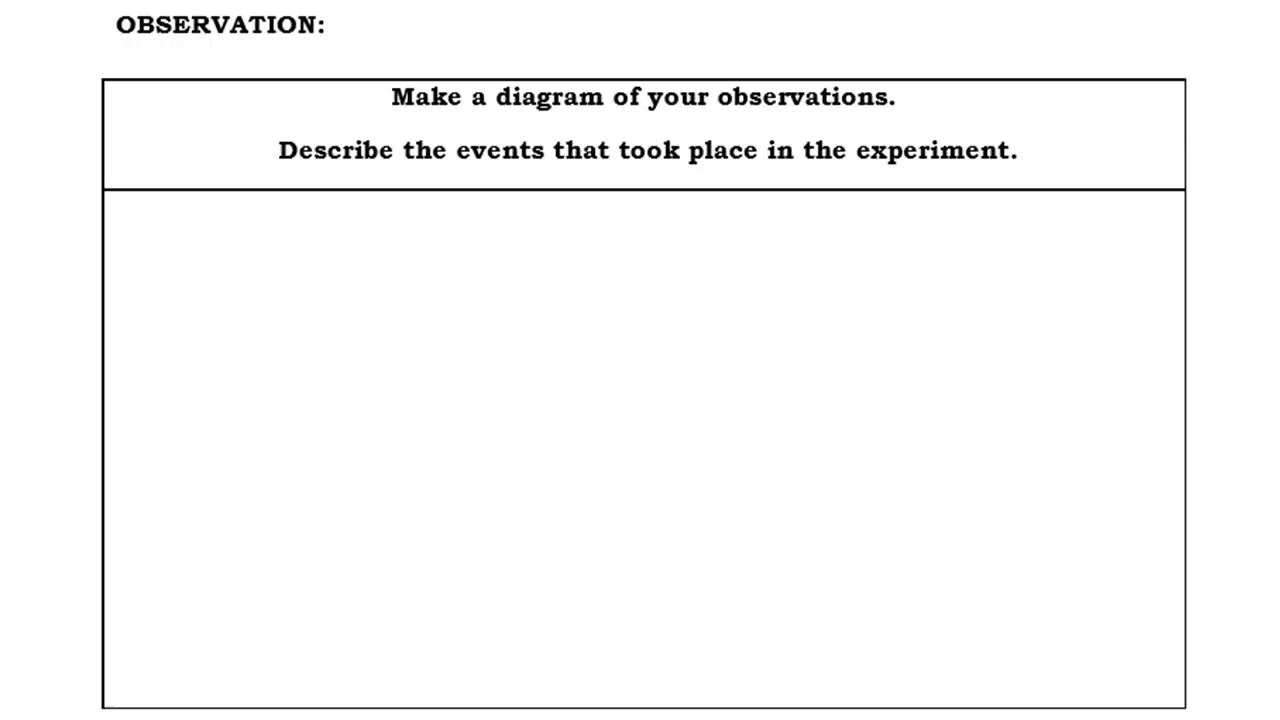 OBSERVATION:
Make a diagram of your observations.
Describe the events that took place in the experiment.